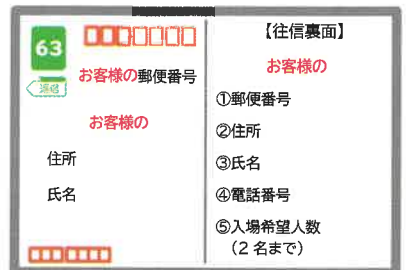 63
返信
お客様の郵便番号
お客様の
住所
氏名
【往信裏面】
お客様の
①郵便番号
②住所
③氏名
④電話番号
⑤入場希望人数
（2名まで）